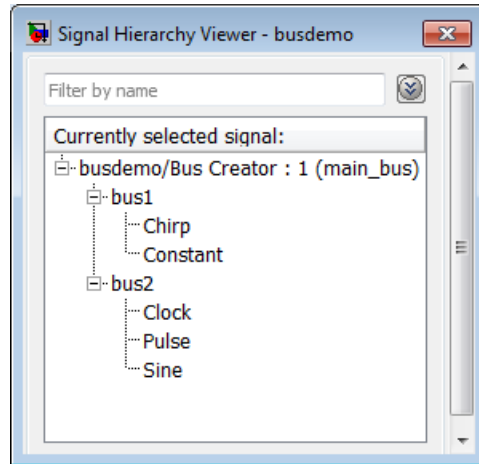 Signal Hierarchy Viewer - busdemo
Filter by name
Currently selected signal:
busdemo/Bus Creator : 1 (main_bus)
bus1
Chirp
Constant
bus2
Clock
Pulse
Sine